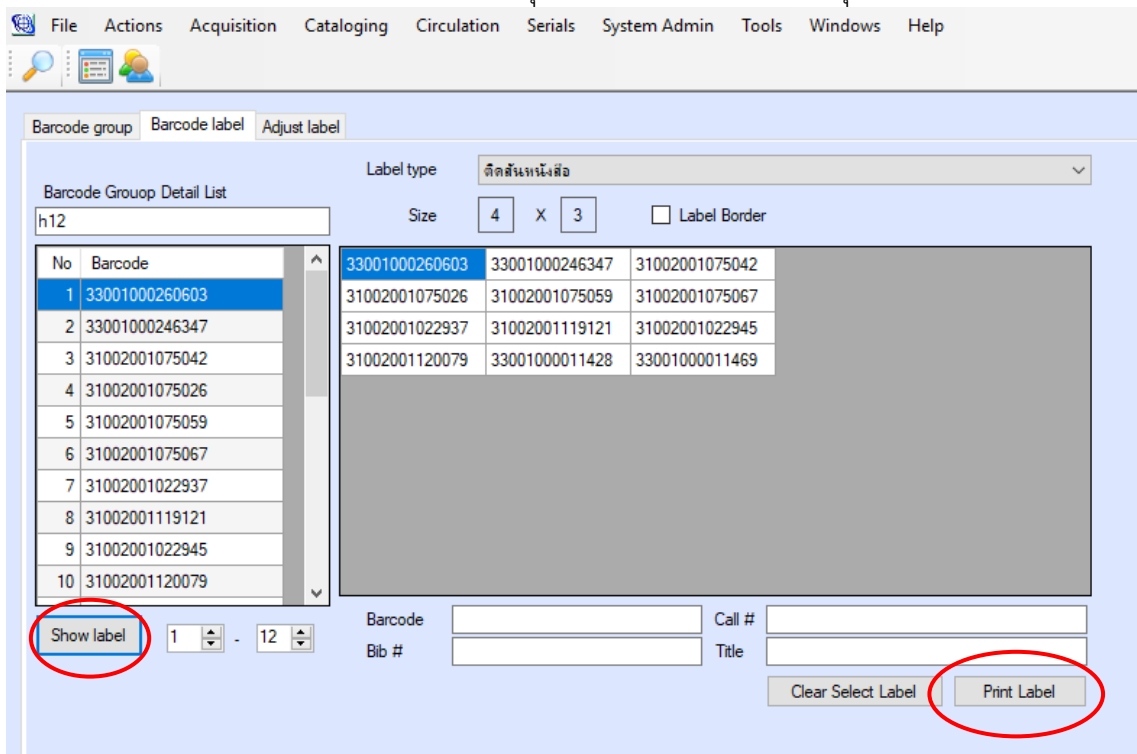 File Actions Acquisition Cataloging Circulation Serials System Admin Tools Windows Help
Barcode group Barcode label Adjust label
Label type ติดสันหนังสือ
Barcode Grouop Detail List
h12
Size 4 X 3 Label Border
No Barcode
1 33001000260603
2 33001000246347
3 31002001075042
4 31002001075026
5 31002001075059
6 31002001075067
7 31002001022937
8 31002001119121
9 31002001022945
10 31002001120079
33001000260603 33001000246347 31002001075042
31002001075026 31002001075059 31002001075067
31002001022937 31002001119121 31002001022945
31002001120079 33001000011428 33001000011469
Show label 1 - 12
Barcode Call #
Bib # Title
Clear Select Label Print Label